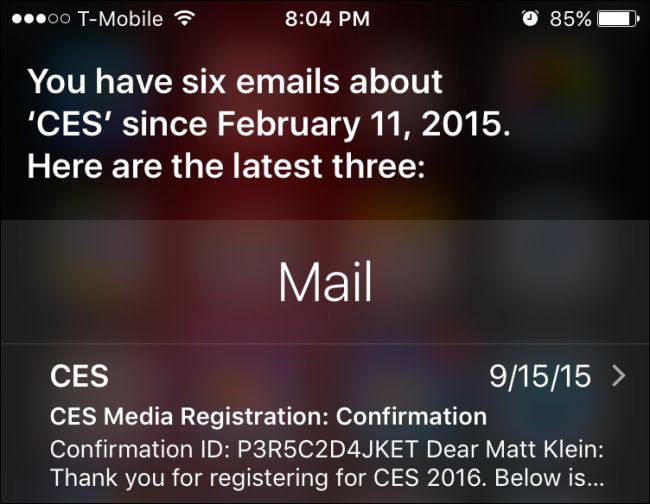 T-Mobile 8:04 PM 85%
You have six emails about
‘CES’ since February 11, 2015.
Here are the latest three:
Mail
CES 9/15/15
CES Media Registration: Confirmation
Confirmation ID: P3R5C2D4JKET Dear Matt Klein:
Thank you for registering for CES 2016. Below is...